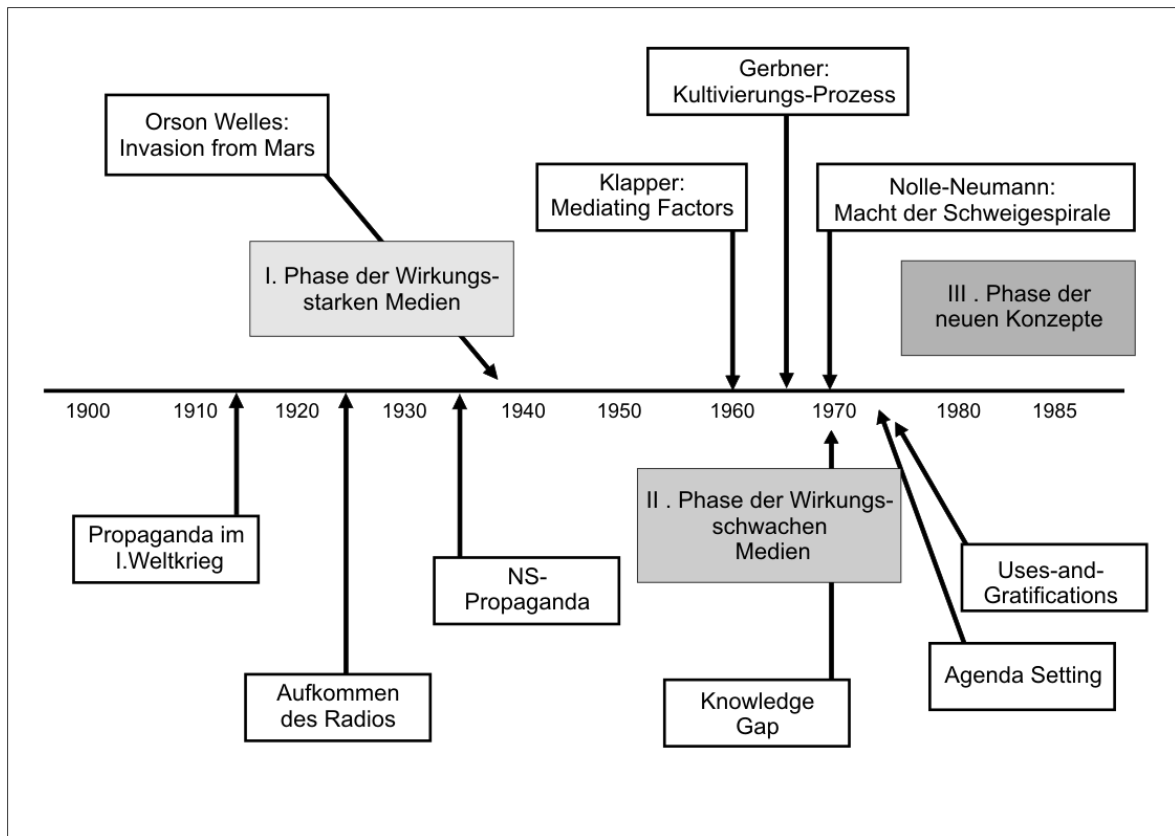 Gerbner:
Kultivierungs-Prozess
Orson Welles:
Invasion from Mars
Klapper:
Mediating Factors
Nolle-Neumann:
Macht der Schweigespirale
I. Phase der Wirkungs-
starken Medien
III . Phase der
neuen Konzepte
1900 1910 1920 1930 1940 1950 1960 1970 1980 1985
II . Phase der Wirkungs-
schwachen
Medien
Propaganda im
I.Weltkrieg
NS-
Propaganda
Uses-and-
Gratifications
Aufkommen
des Radios
Knowledge
Gap
Agenda Setting